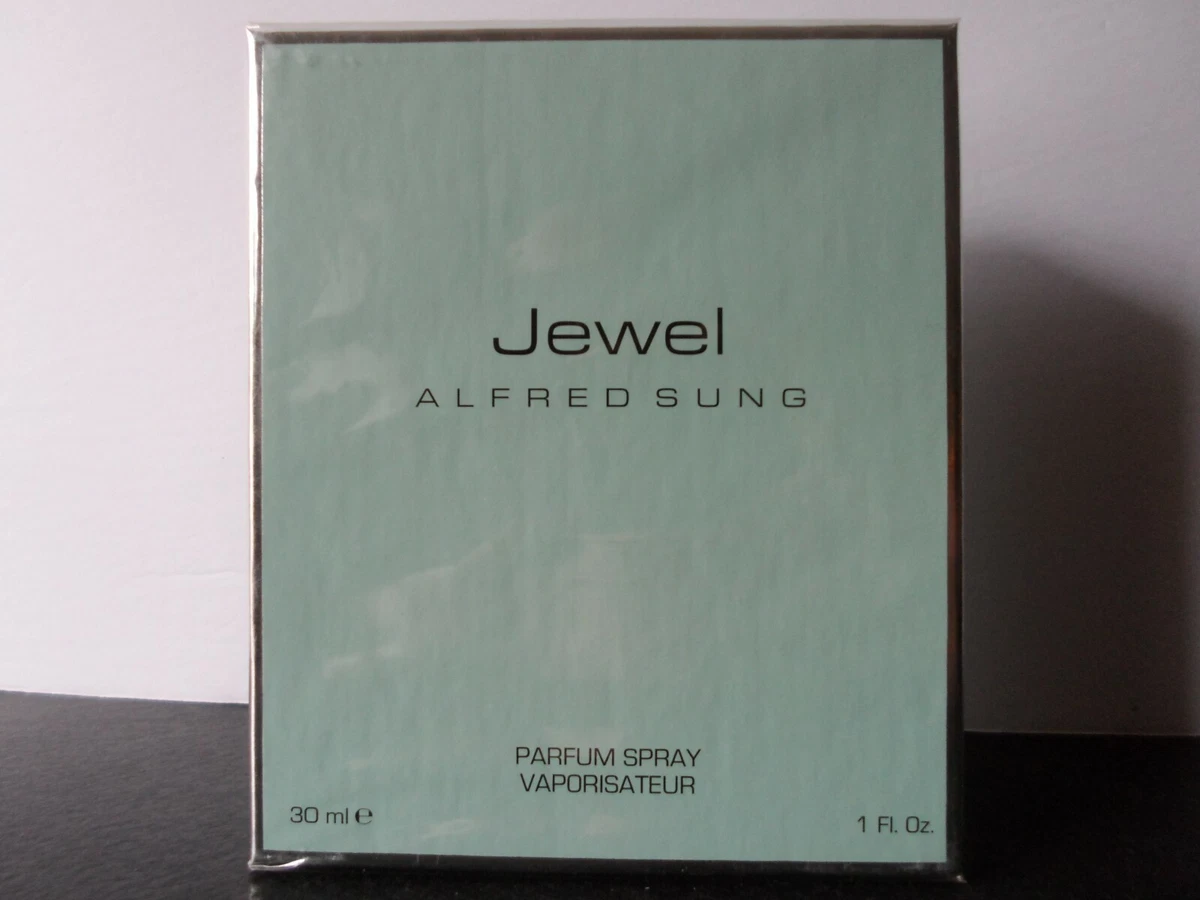 Jewel
ALFRED SUNG
PARFUM SPRAY
VAPORISATEUR
30 ml ℮
1 Fl. Oz.